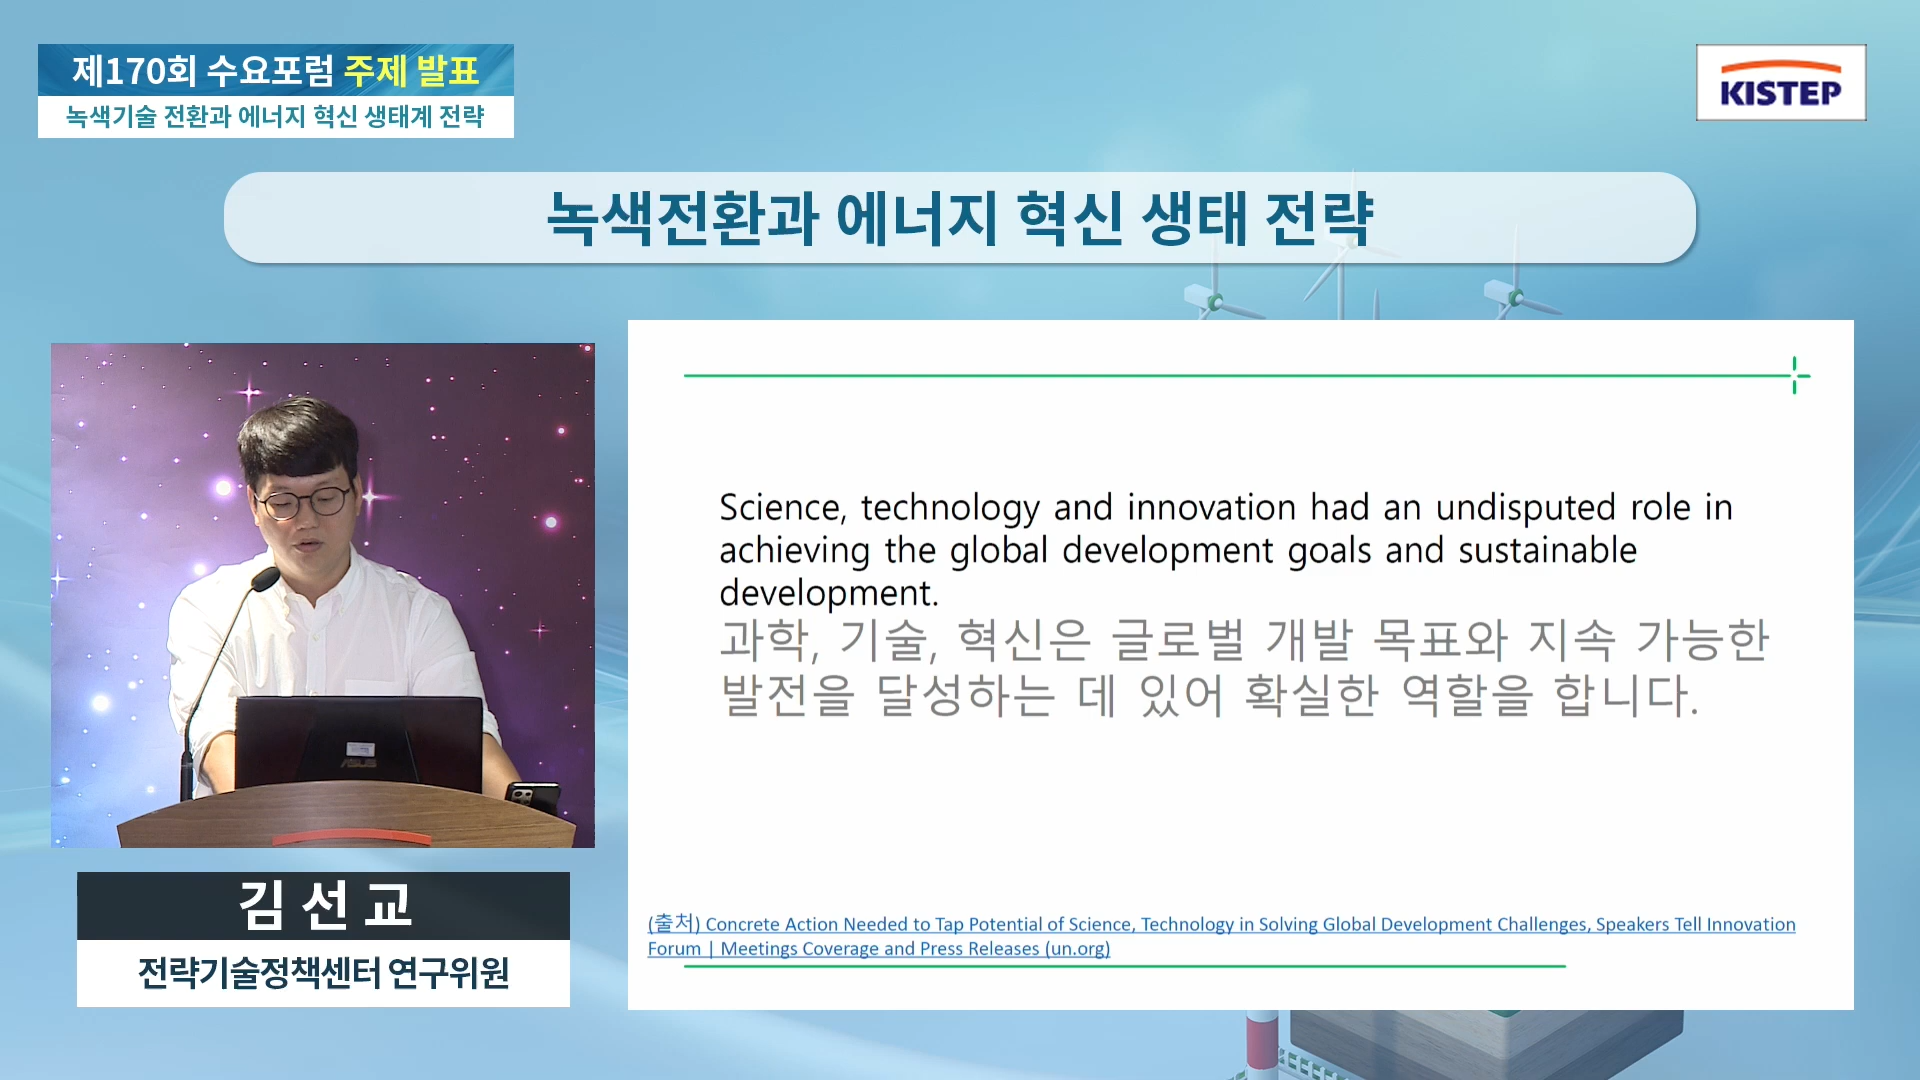 제170회 수요포럼 주제 발표
녹색기술 전환과 에너지 혁신 생태계 전략
KISTEP
녹색전환과 에너지 혁신 생태 전략
Science, technology and innovation had an undisputed role in
achieving the global development goals and sustainable
development.
과학, 기술, 혁신은 글로벌 개발 목표와 지속 가능한
발전을 달성하는 데 있어 확실한 역할을 합니다.
(출처) Concrete Action Needed to Tap Potential of Science, Technology in Solving Global Development Challenges, Speakers Tell Innovation
Forum | Meetings Coverage and Press Releases (un.org)
ASUS
김선교
전략기술정책센터 연구위원